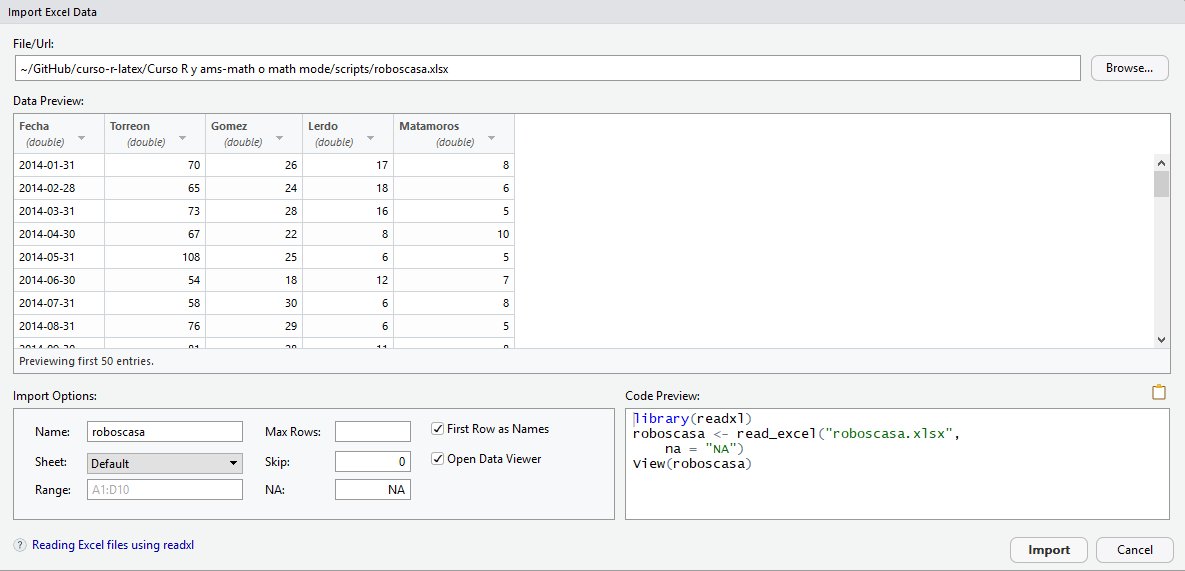 Import Excel Data
File/Url:
~/GitHub/curso-r-latex/Curso R y ams-math o math mode/scripts/roboscasa.xlsx
Browse...
Data Preview:
Fecha Torreon Gomez Lerdo Matamoros
(double) (double) (double) (double) (double)
2014-01-31 70 26 17 8
2014-02-28 65 24 18 6
2014-03-31 73 28 16 5
2014-04-30 67 22 8 10
2014-05-31 108 25 6 5
2014-06-30 54 18 12 7
2014-07-31 58 30 6 8
2014-08-31 76 29 6 5
Previewing first 50 entries.
Import Options:
Name: roboscasa Max Rows: First Row as Names
Sheet: Default Skip: 0 Open Data Viewer
Range: A1:D10 NA: NA
Code Preview:
library(readxl)
roboscasa <- read_excel("roboscasa.xlsx",
na = "NA")
View(roboscasa)
? Reading Excel files using readxl
Import Cancel